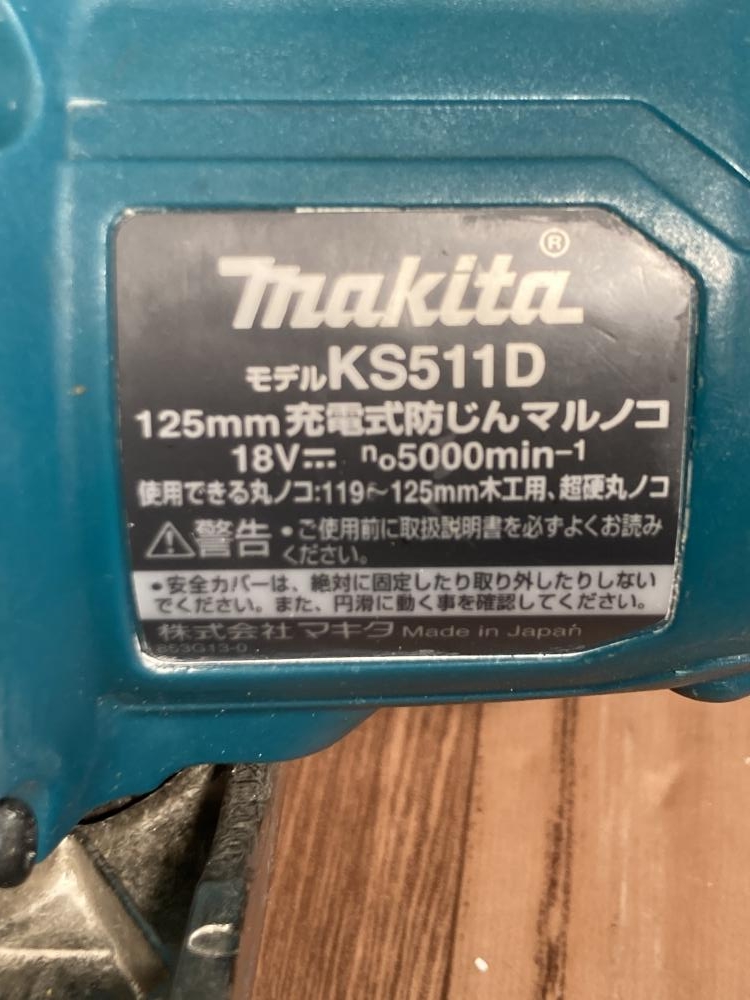 makita®
モデルKS511D
125mm 充電式防じんマルノコ
18V⎓ n₀5000min⁻¹
使用できる丸ノコ:119～125mm木工用、超硬丸ノコ
⚠警告 •ご使用前に取扱説明書を必ずよくお読み
ください。
•安全カバーは、絶対に固定したり取り外したりしない
でください。また、円滑に動く事を確認してください。
株式会社マキタ Made in Japan
853G13-0